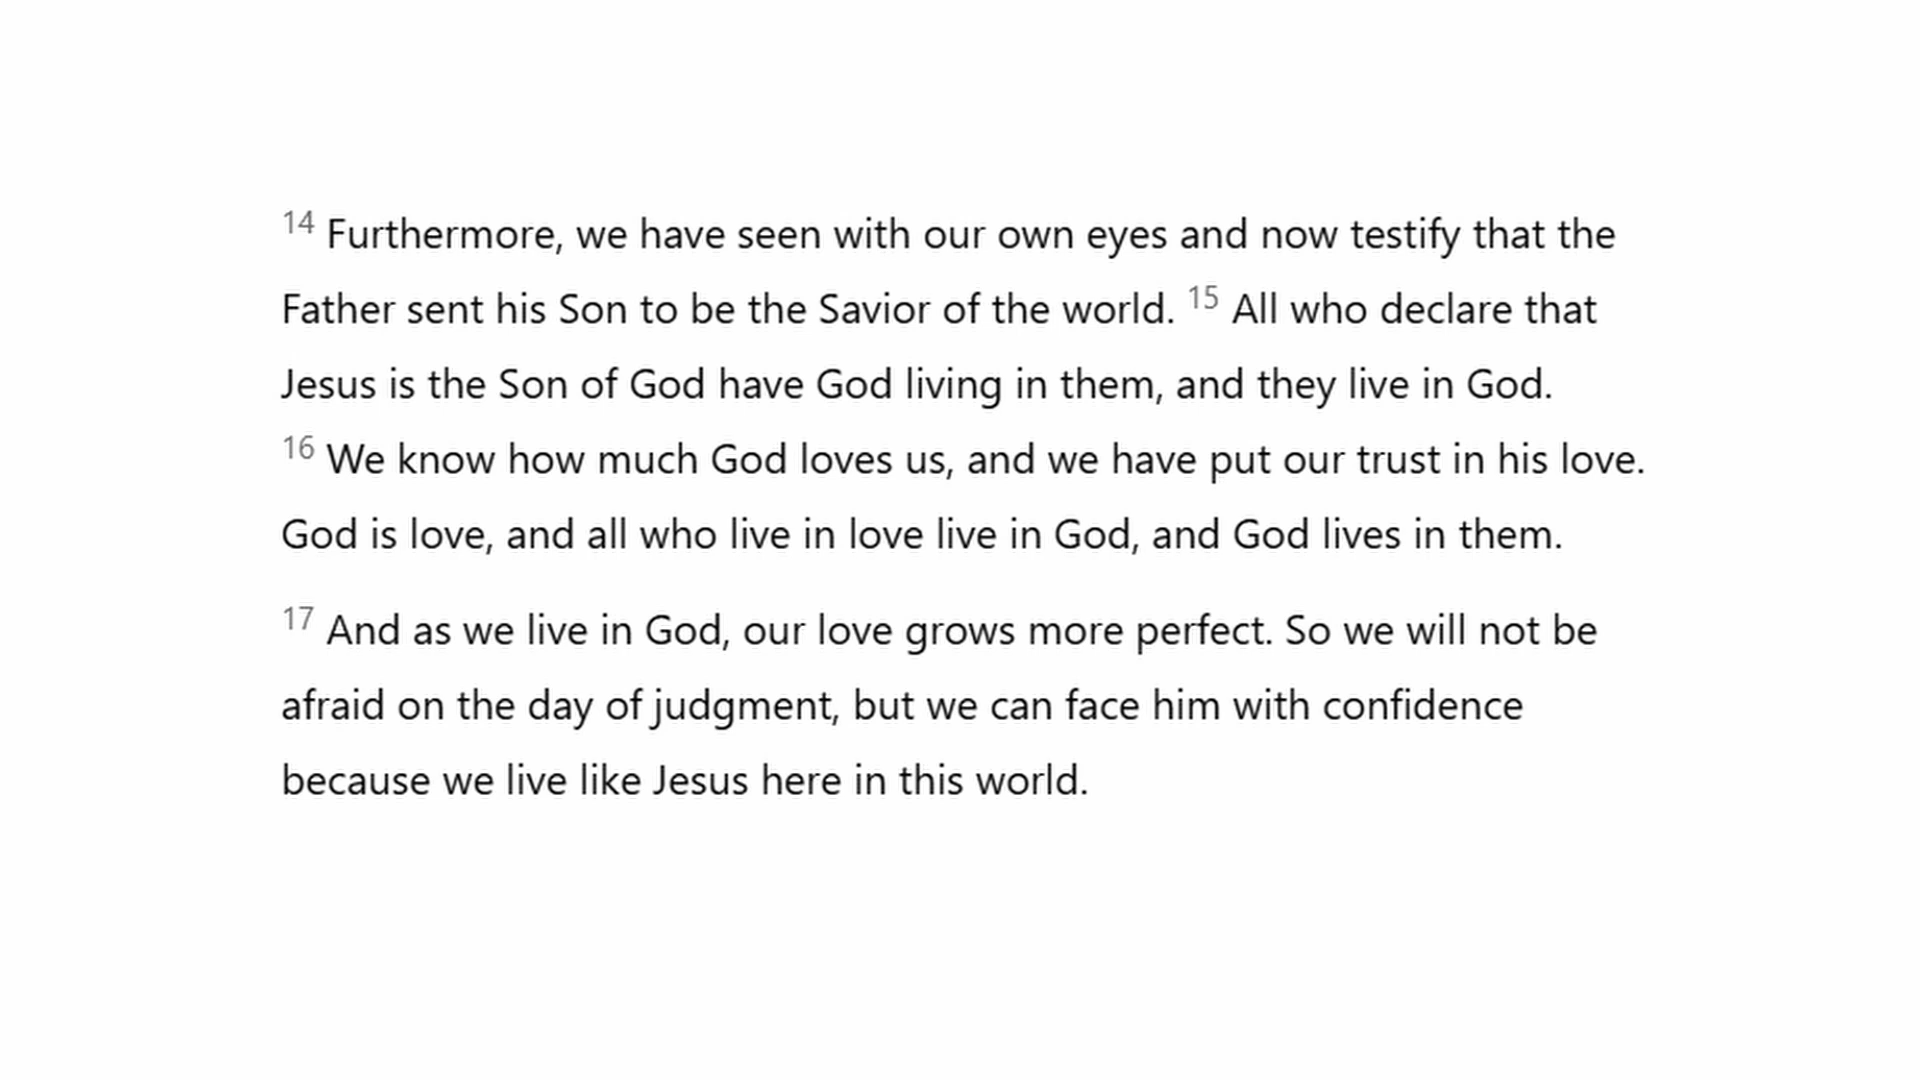 14 Furthermore, we have seen with our own eyes and now testify that the
Father sent his Son to be the Savior of the world. 15 All who declare that
Jesus is the Son of God have God living in them, and they live in God.
16 We know how much God loves us, and we have put our trust in his love.
God is love, and all who live in love live in God, and God lives in them.
17 And as we live in God, our love grows more perfect. So we will not be
afraid on the day of judgment, but we can face him with confidence
because we live like Jesus here in this world.